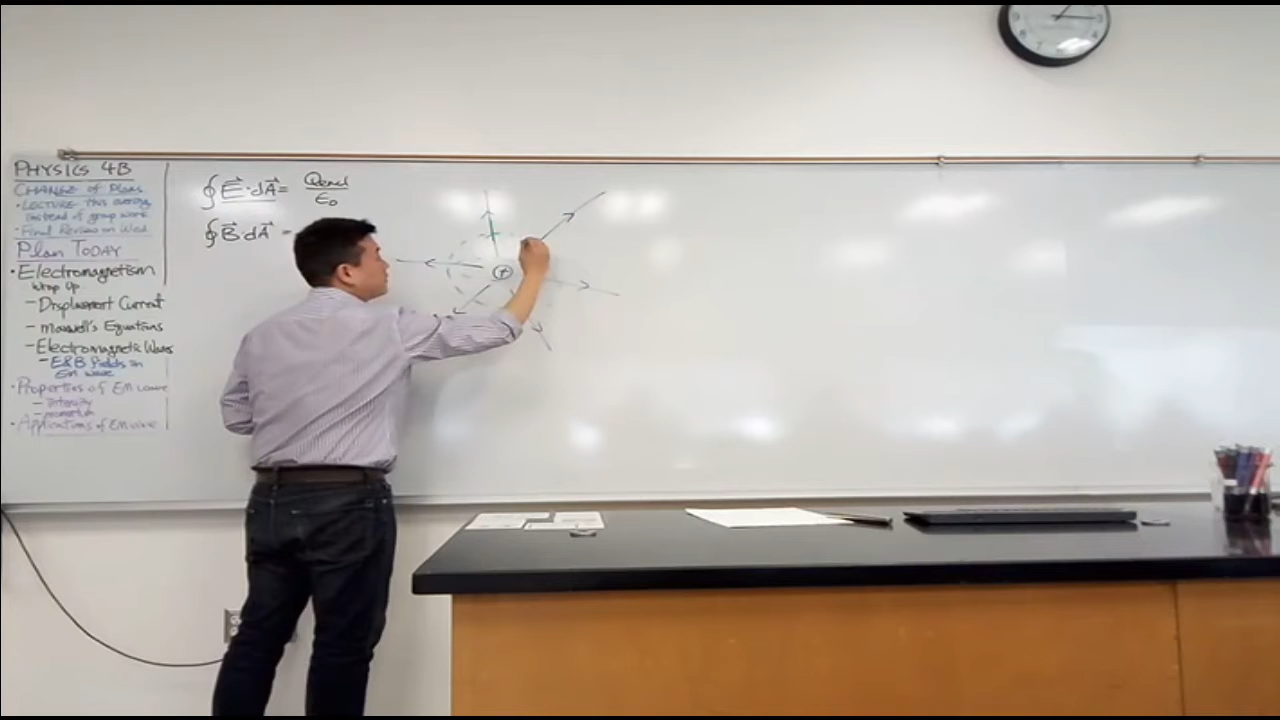 PHYSICS 4B
CHANGE of Plans
• LECTURE this evening
instead of group work
• Final Review on Wed.
Plan TODAY
• Electromagnetism
Wrap Up
- Displacement Current
- Maxwell's Equations
- Electromagnetic Waves
- E&B fields in
EM wave
• Properties of EM wave
- intensity
- momentum
• Applications of EM wave
∮E⃗·dA⃗ = Qencl/ε₀
∮B⃗·dA⃗ =
+